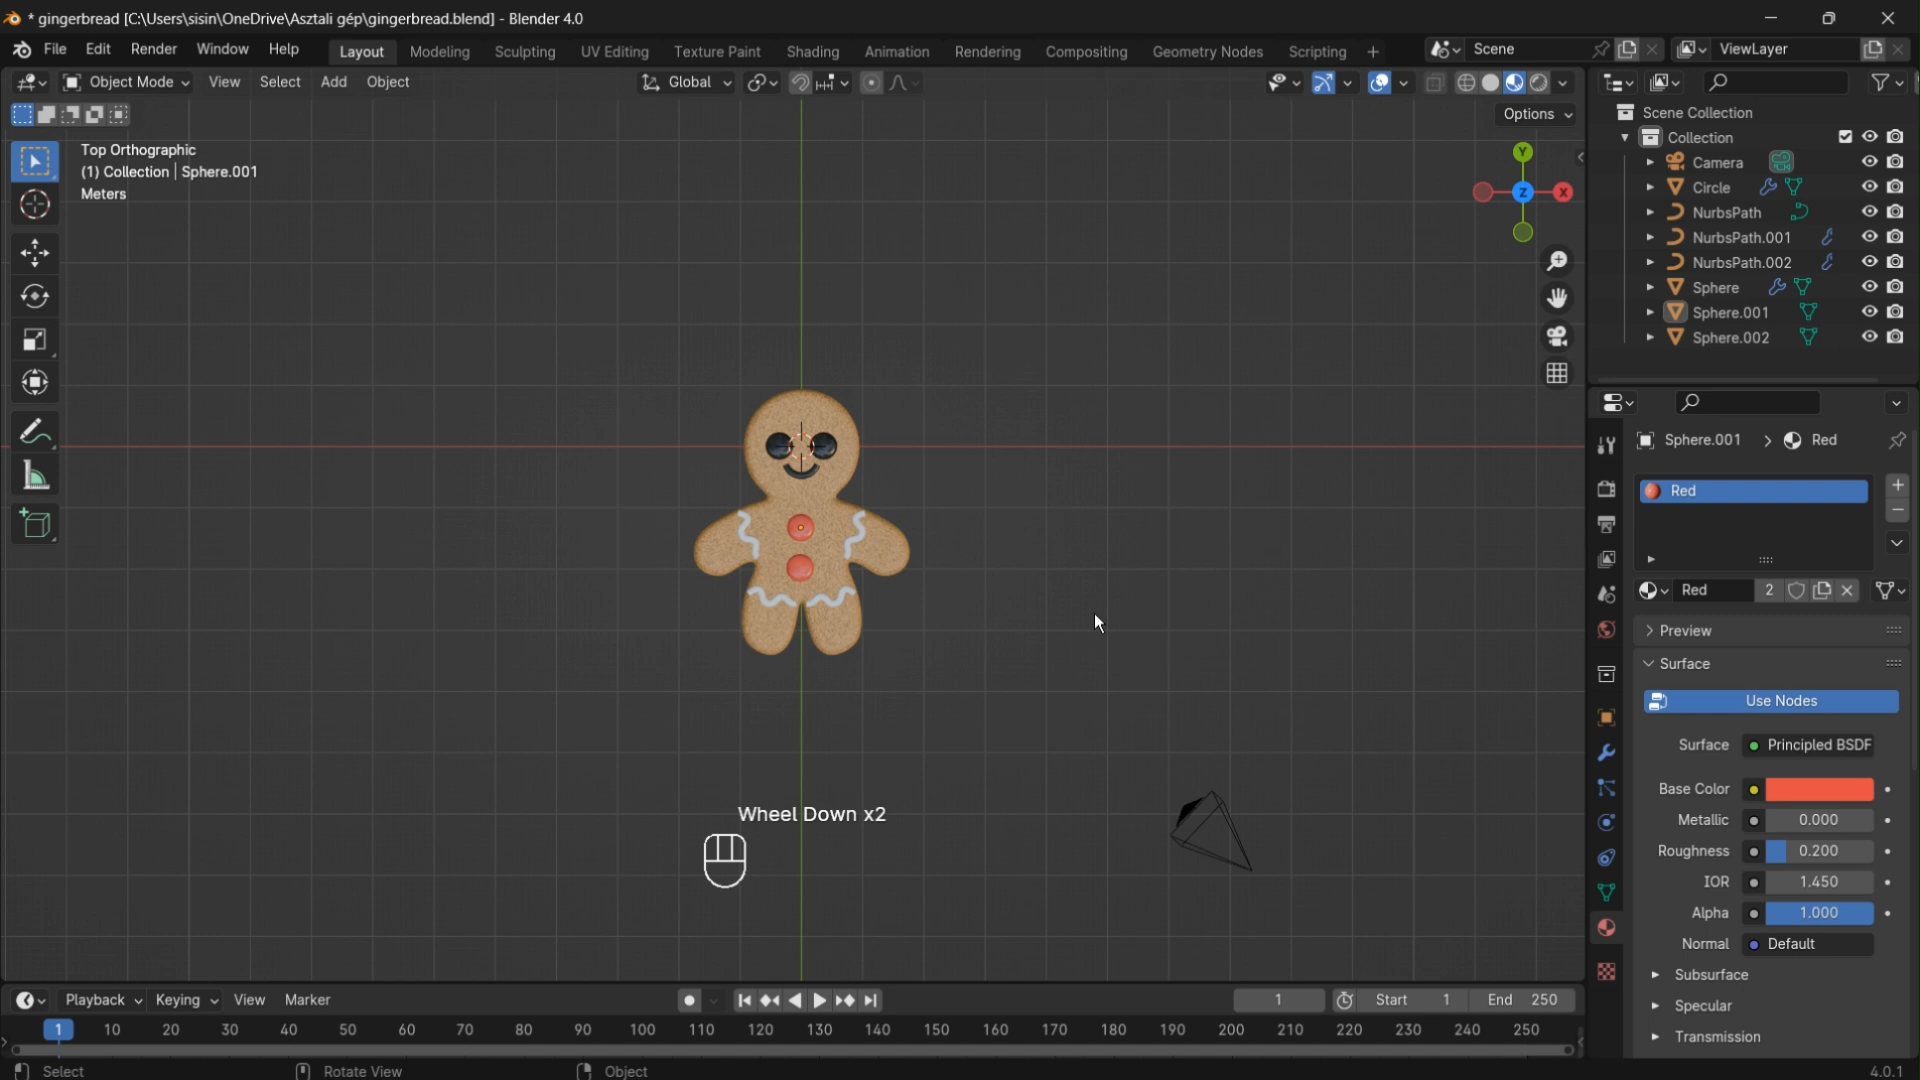 * gingerbread [C:\Users\sisin\OneDrive\Asztali gép\gingerbread.blend] - Blender 4.0
File Edit Render Window Help Layout Modeling Sculpting UV Editing Texture Paint Shading Animation Rendering Compositing Geometry Nodes Scripting + Scene ViewLayer
Object Mode View Select Add Object Global
Options
Top Orthographic
(1) Collection | Sphere.001
Meters
Y
X
Z
Scene Collection
Collection
Camera
Circle
NurbsPath
NurbsPath.001
NurbsPath.002
Sphere
Sphere.001
Sphere.002
Sphere.001 > Red
Red
Red 2
Preview
Surface
Use Nodes
Surface Principled BSDF
Base Color
Metallic 0.000
Roughness 0.200
IOR 1.450
Alpha 1.000
Normal Default
Subsurface
Specular
Transmission
Wheel Down x2
Playback Keying View Marker 1 Start 1 End 250
1 10 20 30 40 50 60 70 80 90 100 110 120 130 140 150 160 170 180 190 200 210 220 230 240 250
Select Rotate View Object 4.0.1